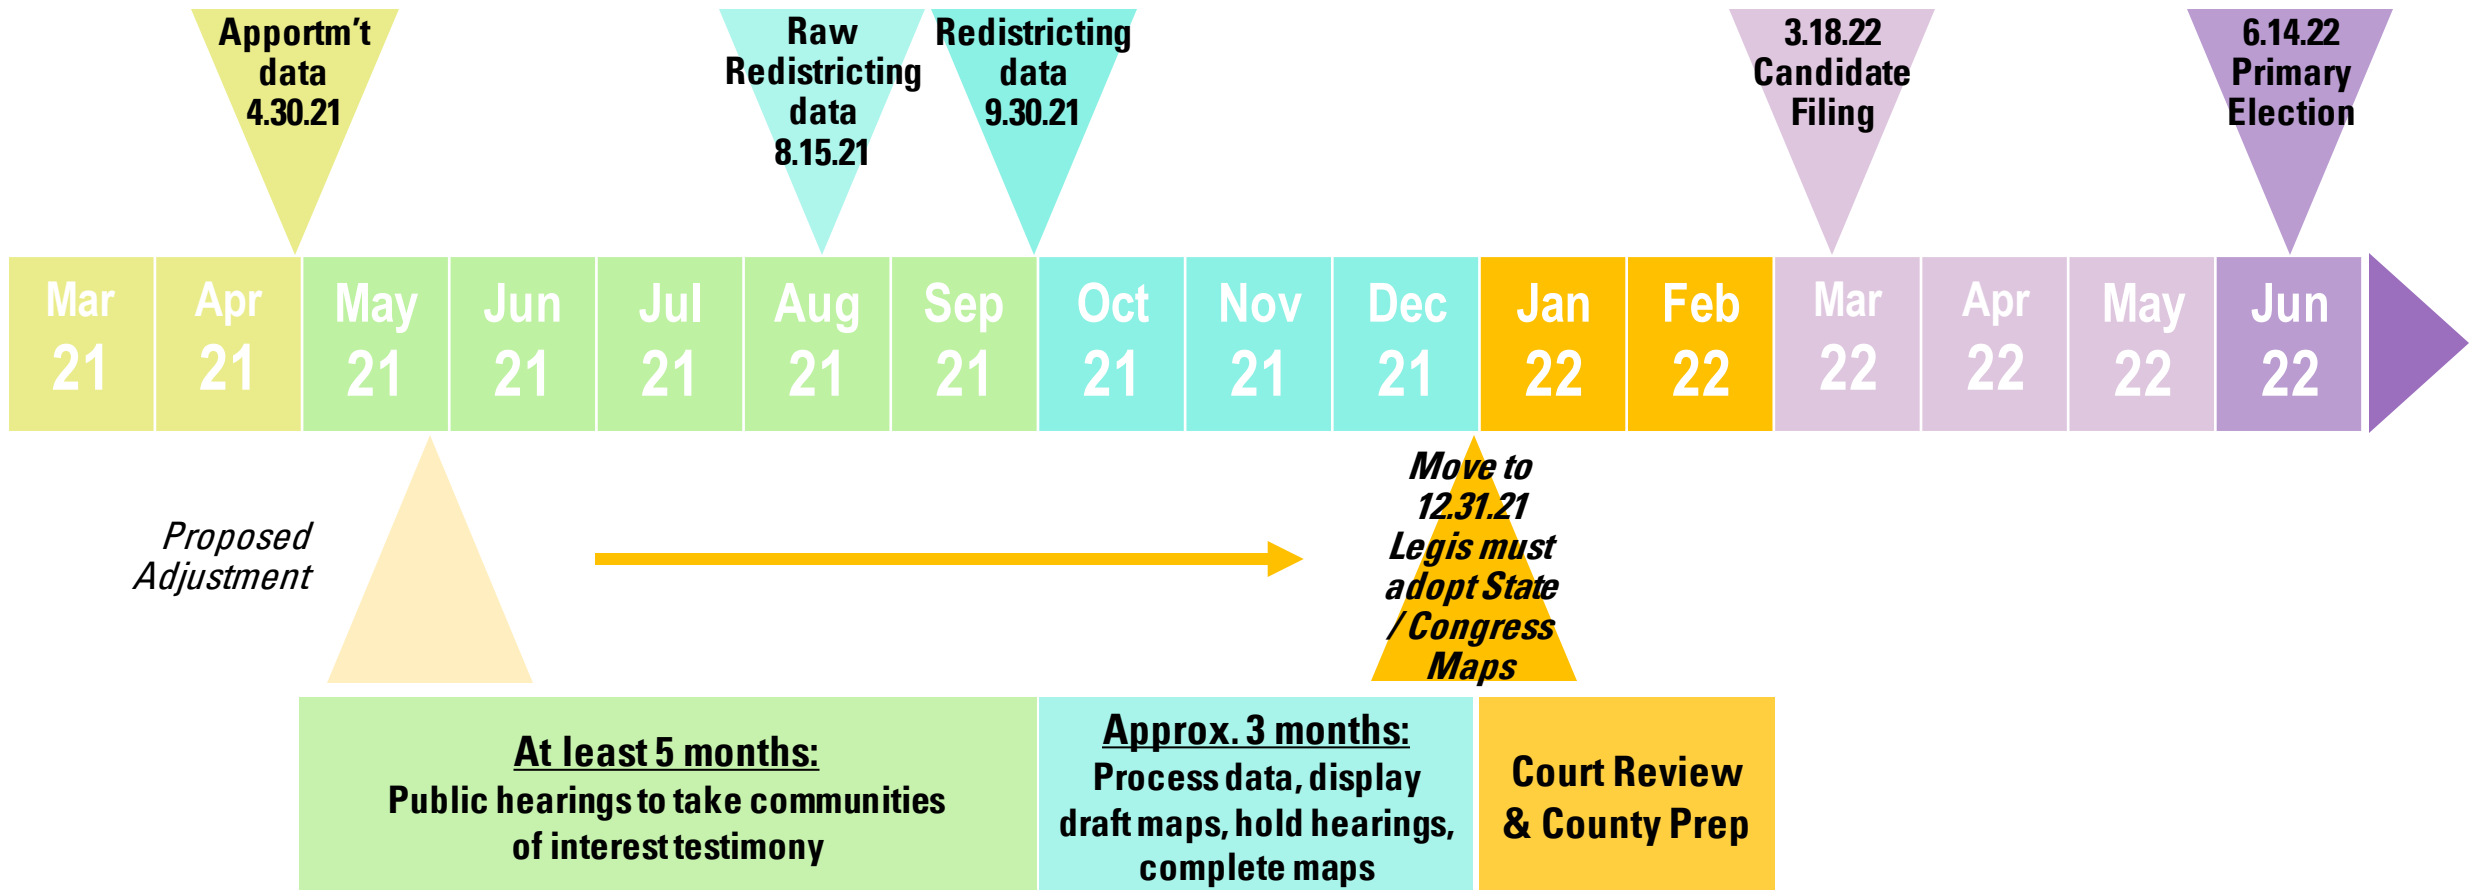 Apportm't
data
4.30.21
Raw
Redistricting
data
8.15.21
Redistricting
data
9.30.21
3.18.22
Candidate
Filing
6.14.22
Primary
Election
Mar
21
Apr
21
May
21
Jun
21
Jul
21
Aug
21
Sep
21
Oct
21
Nov
21
Dec
21
Jan
22
Feb
22
Mar
22
Apr
22
May
22
Jun
22
Proposed
Adjustment
Move to
12.31.21
Legis must
adopt State
/ Congress
Maps
At least 5 months:
Public hearings to take communities
of interest testimony
Approx. 3 months:
Process data, display
draft maps, hold hearings,
complete maps
Court Review
& County Prep